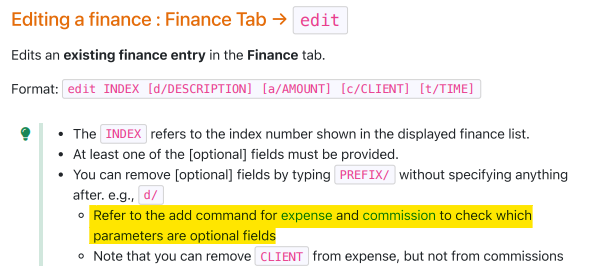 Editing a finance : Finance Tab → edit
Edits an existing finance entry in the Finance tab.
Format: edit INDEX [d/DESCRIPTION] [a/AMOUNT] [c/CLIENT] [t/TIME]
• The INDEX refers to the index number shown in the displayed finance list.
• At least one of the [optional] fields must be provided.
• You can remove [optional] fields by typing PREFIX/ without specifying anything
after. e.g., d/
◦ Refer to the add command for expense and commission to check which
parameters are optional fields
◦ Note that you can remove CLIENT from expense, but not from commissions